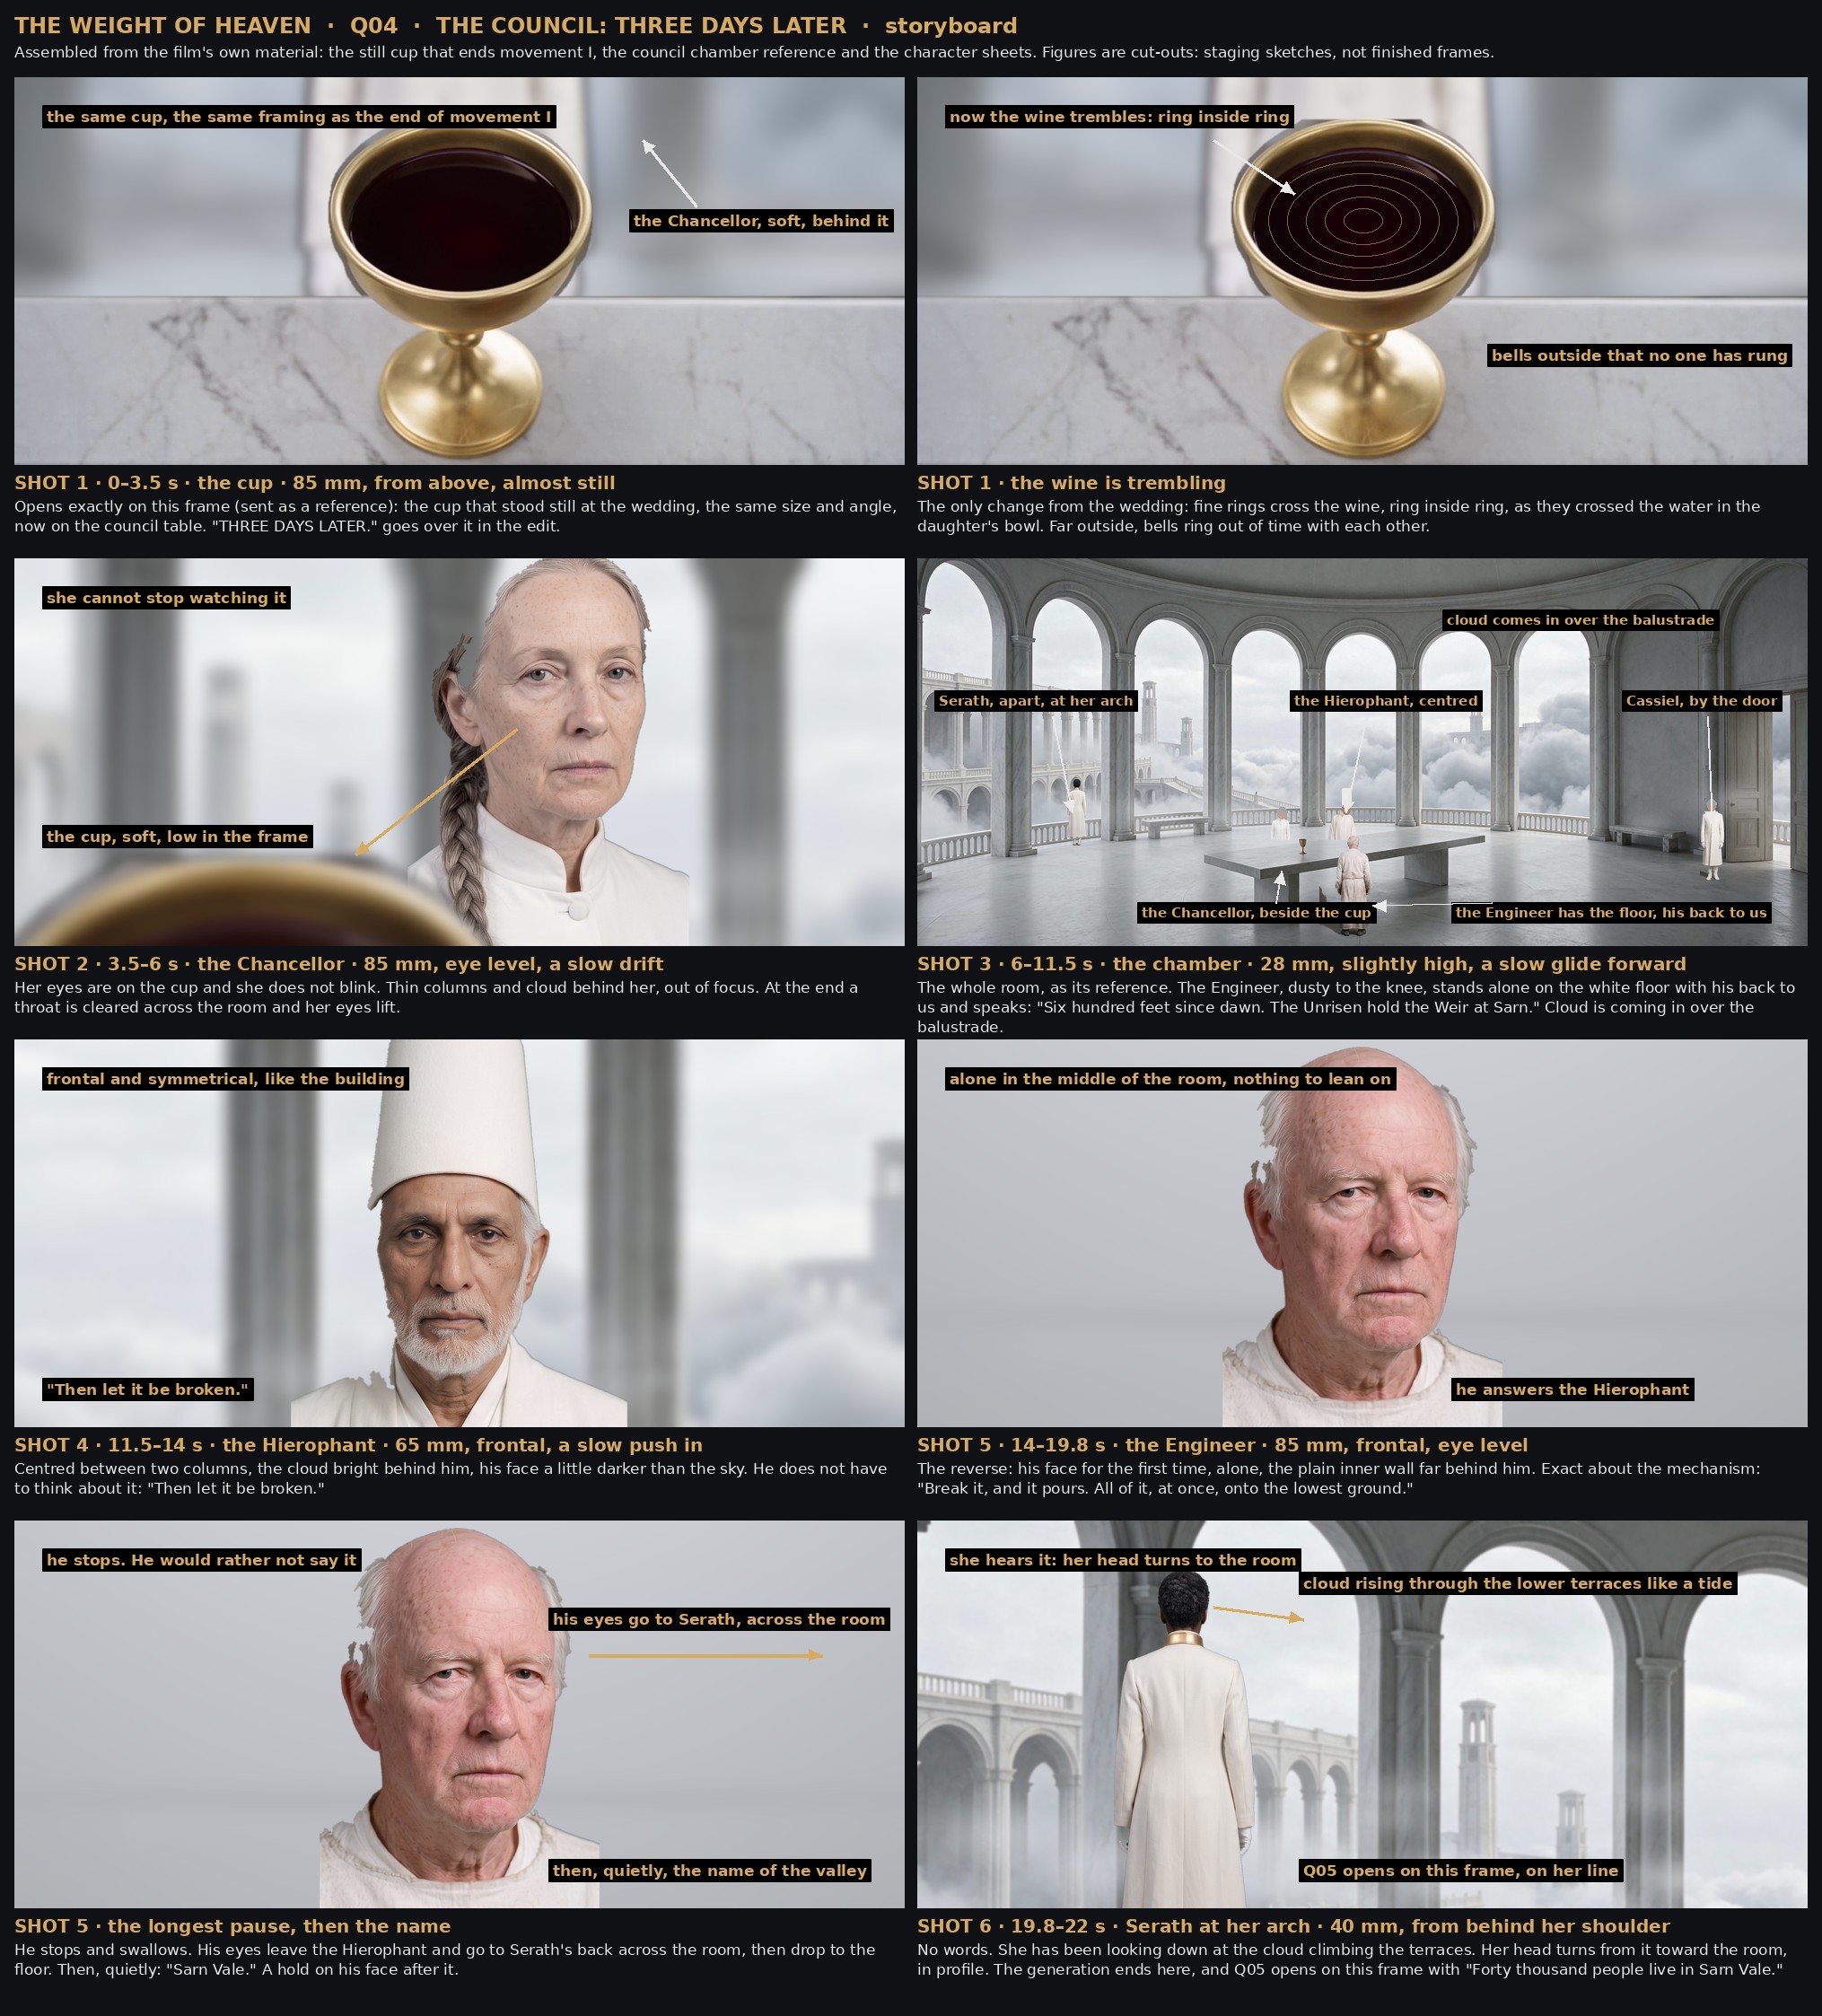 THE WEIGHT OF HEAVEN · Q04 · THE COUNCIL: THREE DAYS LATER · storyboard
Assembled from the film's own material: the still cup that ends movement I, the council chamber reference and the character sheets. Figures are cut-outs: staging sketches, not finished frames.
the same cup, the same framing as the end of movement I
the Chancellor, soft, behind it
now the wine trembles: ring inside ring
bells outside that no one has rung
SHOT 1 · 0–3.5 s · the cup · 85 mm, from above, almost still
Opens exactly on this frame (sent as a reference): the cup that stood still at the wedding, the same size and angle,
now on the council table. "THREE DAYS LATER." goes over it in the edit.
SHOT 1 · the wine is trembling
The only change from the wedding: fine rings cross the wine, ring inside ring, as they crossed the water in the
daughter's bowl. Far outside, bells ring out of time with each other.
she cannot stop watching it
the cup, soft, low in the frame
cloud comes in over the balustrade
Serath, apart, at her arch
the Hierophant, centred
Cassiel, by the door
the Chancellor, beside the cup
the Engineer has the floor, his back to us
SHOT 2 · 3.5–6 s · the Chancellor · 85 mm, eye level, a slow drift
Her eyes are on the cup and she does not blink. Thin columns and cloud behind her, out of focus. At the end a
throat is cleared across the room and her eyes lift.
SHOT 3 · 6–11.5 s · the chamber · 28 mm, slightly high, a slow glide forward
The whole room, as its reference. The Engineer, dusty to the knee, stands alone on the white floor with his back to
us and speaks: "Six hundred feet since dawn. The Unrisen hold the Weir at Sarn." Cloud is coming in over the
balustrade.
frontal and symmetrical, like the building
"Then let it be broken."
alone in the middle of the room, nothing to lean on
he answers the Hierophant
SHOT 4 · 11.5–14 s · the Hierophant · 65 mm, frontal, a slow push in
Centred between two columns, the cloud bright behind him, his face a little darker than the sky. He does not have
to think about it: "Then let it be broken."
SHOT 5 · 14–19.8 s · the Engineer · 85 mm, frontal, eye level
The reverse: his face for the first time, alone, the plain inner wall far behind him. Exact about the mechanism:
"Break it, and it pours. All of it, at once, onto the lowest ground."
he stops. He would rather not say it
his eyes go to Serath, across the room
then, quietly, the name of the valley
she hears it: her head turns to the room
cloud rising through the lower terraces like a tide
Q05 opens on this frame, on her line
SHOT 5 · the longest pause, then the name
He stops and swallows. His eyes leave the Hierophant and go to Serath's back across the room, then drop to the
floor. Then, quietly: "Sarn Vale." A hold on his face after it.
SHOT 6 · 19.8–22 s · Serath at her arch · 40 mm, from behind her shoulder
No words. She has been looking down at the cloud climbing the terraces. Her head turns from it toward the room,
in profile. The generation ends here, and Q05 opens on this frame with "Forty thousand people live in Sarn Vale."